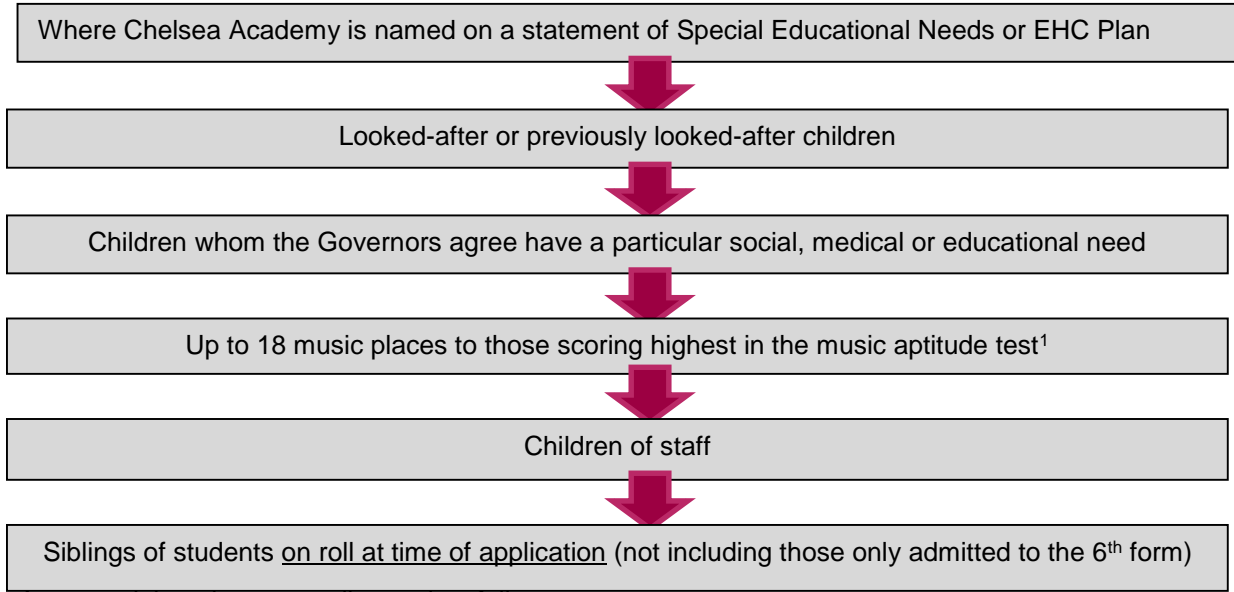 Where Chelsea Academy is named on a statement of Special Educational Needs or EHC Plan
Looked-after or previously looked-after children
Children whom the Governors agree have a particular social, medical or educational need
Up to 18 music places to those scoring highest in the music aptitude test¹
Children of staff
Siblings of students on roll at time of application (not including those only admitted to the 6th form)